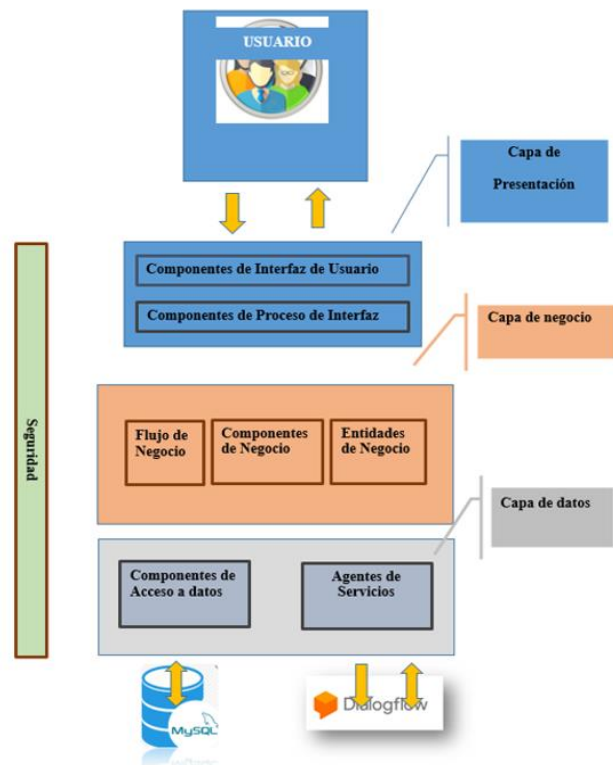 USUARIO
Capa de
Presentación
Componentes de Interfaz de Usuario
Componentes de Proceso de Interfaz
Capa de negocio
Seguridad
Flujo de
Negocio
Componentes
de Negocio
Entidades
de Negocio
Capa de datos
Componentes de
Acceso a datos
Agentes de
Servicios
MySQL
Dialogflow